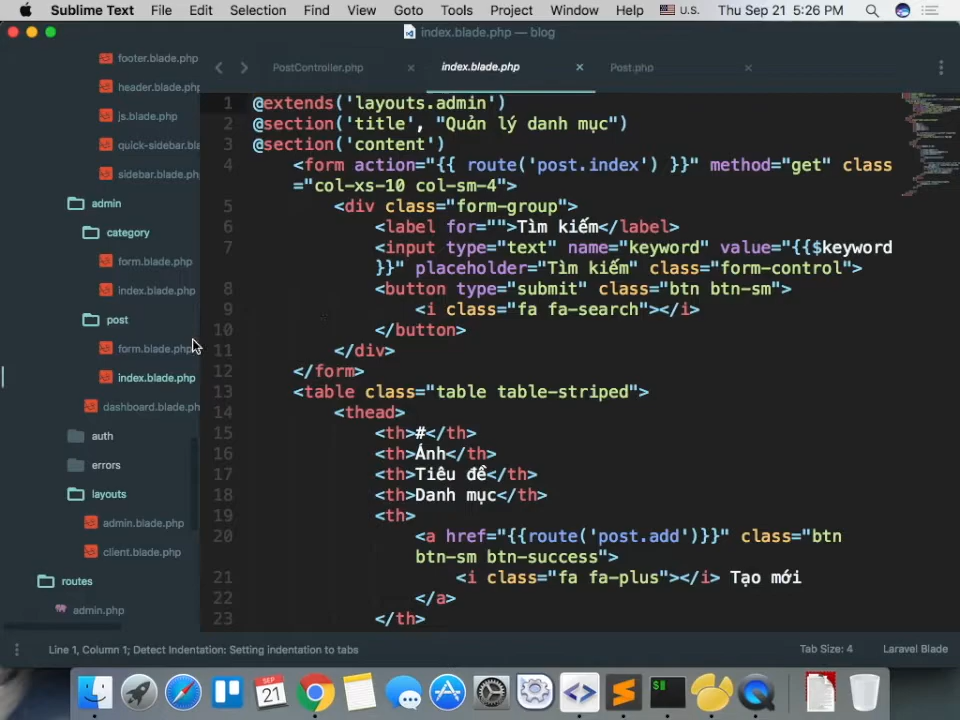 Sublime Text File Edit Selection Find View Goto Tools Project Window Help U.S. Thu Sep 21 5:26 PM
index.blade.php — blog
PostController.php × index.blade.php × Post.php ×
footer.blade.php
header.blade.php
js.blade.php
quick-sidebar.bla
sidebar.blade.php
admin
category
form.blade.php
index.blade.php
post
form.blade.php
index.blade.php
dashboard.blade.ph
auth
errors
layouts
admin.blade.php
client.blade.php
routes
admin.php
1 @extends('layouts.admin')
2 @section('title', "Quản lý danh mục")
3 @section('content')
4 <form action="{{ route('post.index') }}" method="get" class
="col-xs-10 col-sm-4">
5 <div class="form-group">
6 <label for="">Tìm kiếm</label>
7 <input type="text" name="keyword" value="{{$keyword
}}" placeholder="Tìm kiếm" class="form-control">
8 <button type="submit" class="btn btn-sm">
9 <i class="fa fa-search"></i>
10 </button>
11 </div>
12 </form>
13 <table class="table table-striped">
14 <thead>
15 <th>#</th>
16 <th>Ảnh</th>
17 <th>Tiêu đề</th>
18 <th>Danh mục</th>
19 <th>
20 <a href="{{route('post.add')}}" class="btn
btn-sm btn-success">
21 <i class="fa fa-plus"></i> Tạo mới
22 </a>
23 </th>
Line 1, Column 1; Detect Indentation: Setting indentation to tabs Tab Size: 4 Laravel Blade
SEP
21